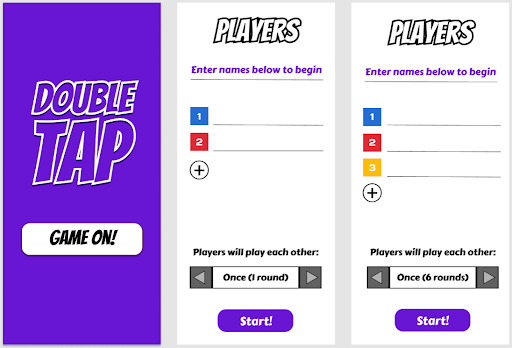 DOUBLE
TAP
GAME ON!
PLAYERS
Enter names below to begin
1
2
+
Players will play each other:
Once (1 round)
Start!
PLAYERS
Enter names below to begin
1
2
3
+
Players will play each other:
Once (6 rounds)
Start!